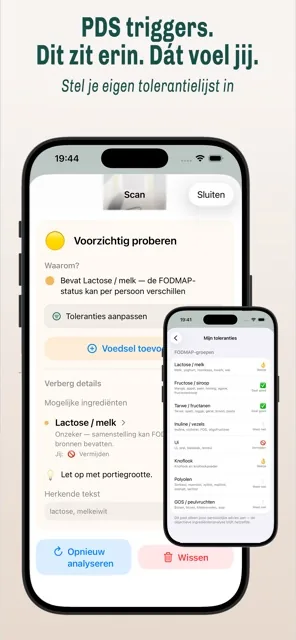 PDS triggers.
Dit zit erin. Dát voel jij.
Stel je eigen tolerantielijst in
19:44
Scan
Sluiten
Voorzichtig proberen
Waarom?
Bevat Lactose / melk — de FODMAP-
status kan per persoon verschillen
Toleranties aanpassen
Voedsel toevoe
Verberg details
Mogelijke ingrediënten
Lactose / melk
Onzeker — samenstelling kan FOD
bronnen bevatten.
Jij: Vermijden
Let op met portiegrootte.
Herkende tekst
lactose, melkeiwit
Opnieuw
analyseren
Wissen
19:41
Mijn toleranties
FODMAP-groepen
Lactose / melk
Fructose / siroop
Tarwe / fructanen
Inuline / vezels
Ui
Knoflook
Polyolen
GOS / peulvruchten